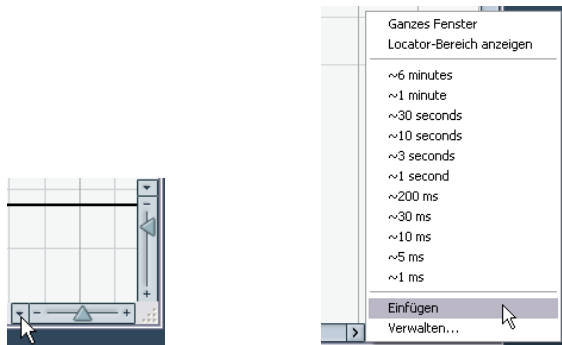 Ganzes Fenster
Locator-Bereich anzeigen
~6 minutes
~1 minute
~30 seconds
~10 seconds
~3 seconds
~1 second
~200 ms
~30 ms
~10 ms
~5 ms
~1 ms
Einfügen
Verwalten...